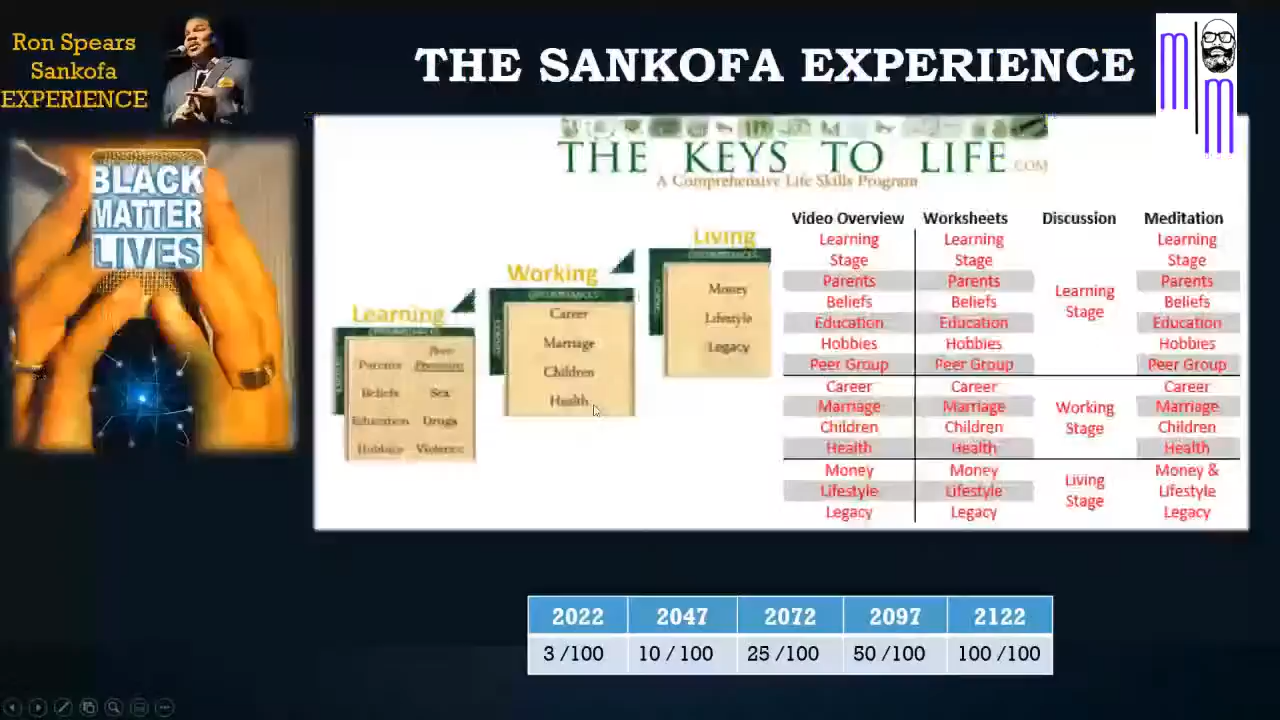 Ron Spears
Sankofa
EXPERIENCE
THE SANKOFA EXPERIENCE
m m
BLACK
MATTER
LIVES
THE KEYS TO LIFE.COM
A Comprehensive Life Skills Program
Learning
Parents
Peer
Pressure
Beliefs Sex
Education Drugs
Hobbies Violence
Working
CIRCUMSTANCES
Career
Marriage
Children
Health
Living
CIRCUMSTANCES
Money
Lifestyle
Legacy
Video Overview Worksheets Discussion Meditation
Learning Learning Learning
Stage Stage Stage
Parents Parents Parents
Beliefs Beliefs Learning Beliefs
Education Education Stage Education
Hobbies Hobbies Hobbies
Peer Group Peer Group Peer Group
Career Career Career
Marriage Marriage Working Marriage
Children Children Stage Children
Health Health Health
Money Money Living Money &
Lifestyle Lifestyle Stage Lifestyle
Legacy Legacy Legacy
2022 2047 2072 2097 2122
3 /100 10 / 100 25 /100 50 /100 100 /100